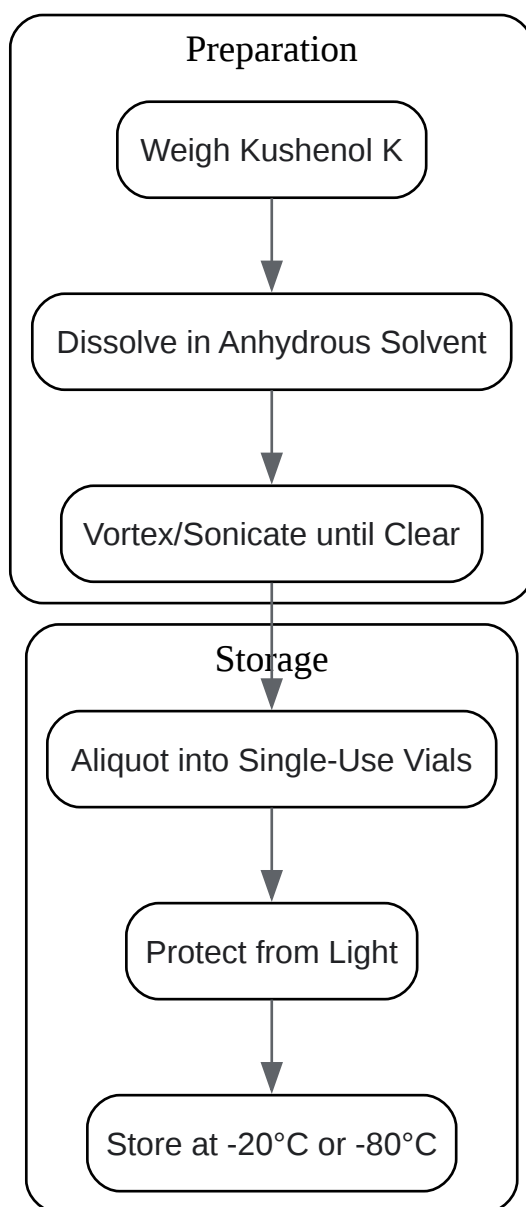 Preparation
Weigh Kushenol K
Dissolve in Anhydrous Solvent
Vortex/Sonicate until Clear
Storage
Aliquot into Single-Use Vials
Protect from Light
Store at -20°C or -80°C